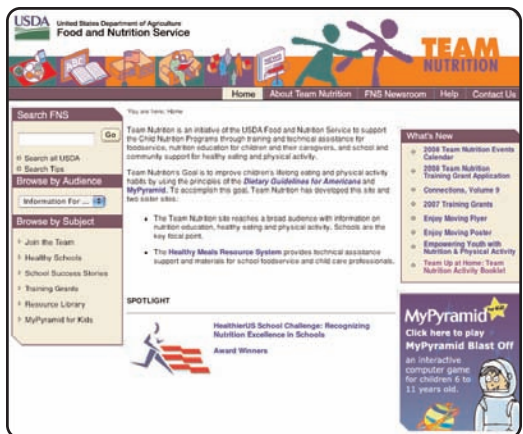 USDA
United States Department of Agriculture
Food and Nutrition Service
TEAM
NUTRITION
Home
About Team Nutrition
FNS Newsroom
Help
Contact Us
Search FNS
Go
Search all USDA
Search Tips
Browse by Audience
Information For ...
Browse by Subject
Join the Team
Healthy Schools
School Success Stories
Training Grants
Resource Library
MyPyramid for Kids
You are here: Home
Team Nutrition is an initiative of the USDA Food and Nutrition Service to support
the Child Nutrition Programs through training and technical assistance for
foodservice, nutrition education for children and their caregivers, and school and
community support for healthy eating and physical activity.
Team Nutrition's Goal is to improve children's lifelong eating and physical activity
habits by using the principles of the Dietary Guidelines for Americans and
MyPyramid. To accomplish this goal, Team Nutrition has developed this site and
two sister sites:
The Team Nutrition site reaches a broad audience with information on
nutrition education, healthy eating and physical activity. Schools are the
key focal point.
The Healthy Meals Resource System provides technical assistance
support and materials for school foodservice and child care professionals.
SPOTLIGHT
HealthierUS School Challenge: Recognizing
Nutrition Excellence in Schools
Award Winners
What's New
2008 Team Nutrition Events
Calendar
2008 Team Nutrition
Training Grant Application
Connections, Volume 9
2007 Training Grants
Enjoy Moving Flyer
Enjoy Moving Poster
Empowering Youth with
Nutrition & Physical Activity
Team Up at Home: Team
Nutrition Activity Booklet
MyPyramid
Click here to play
MyPyramid Blast Off
an interactive
computer game
for children 6 to
11 years old.